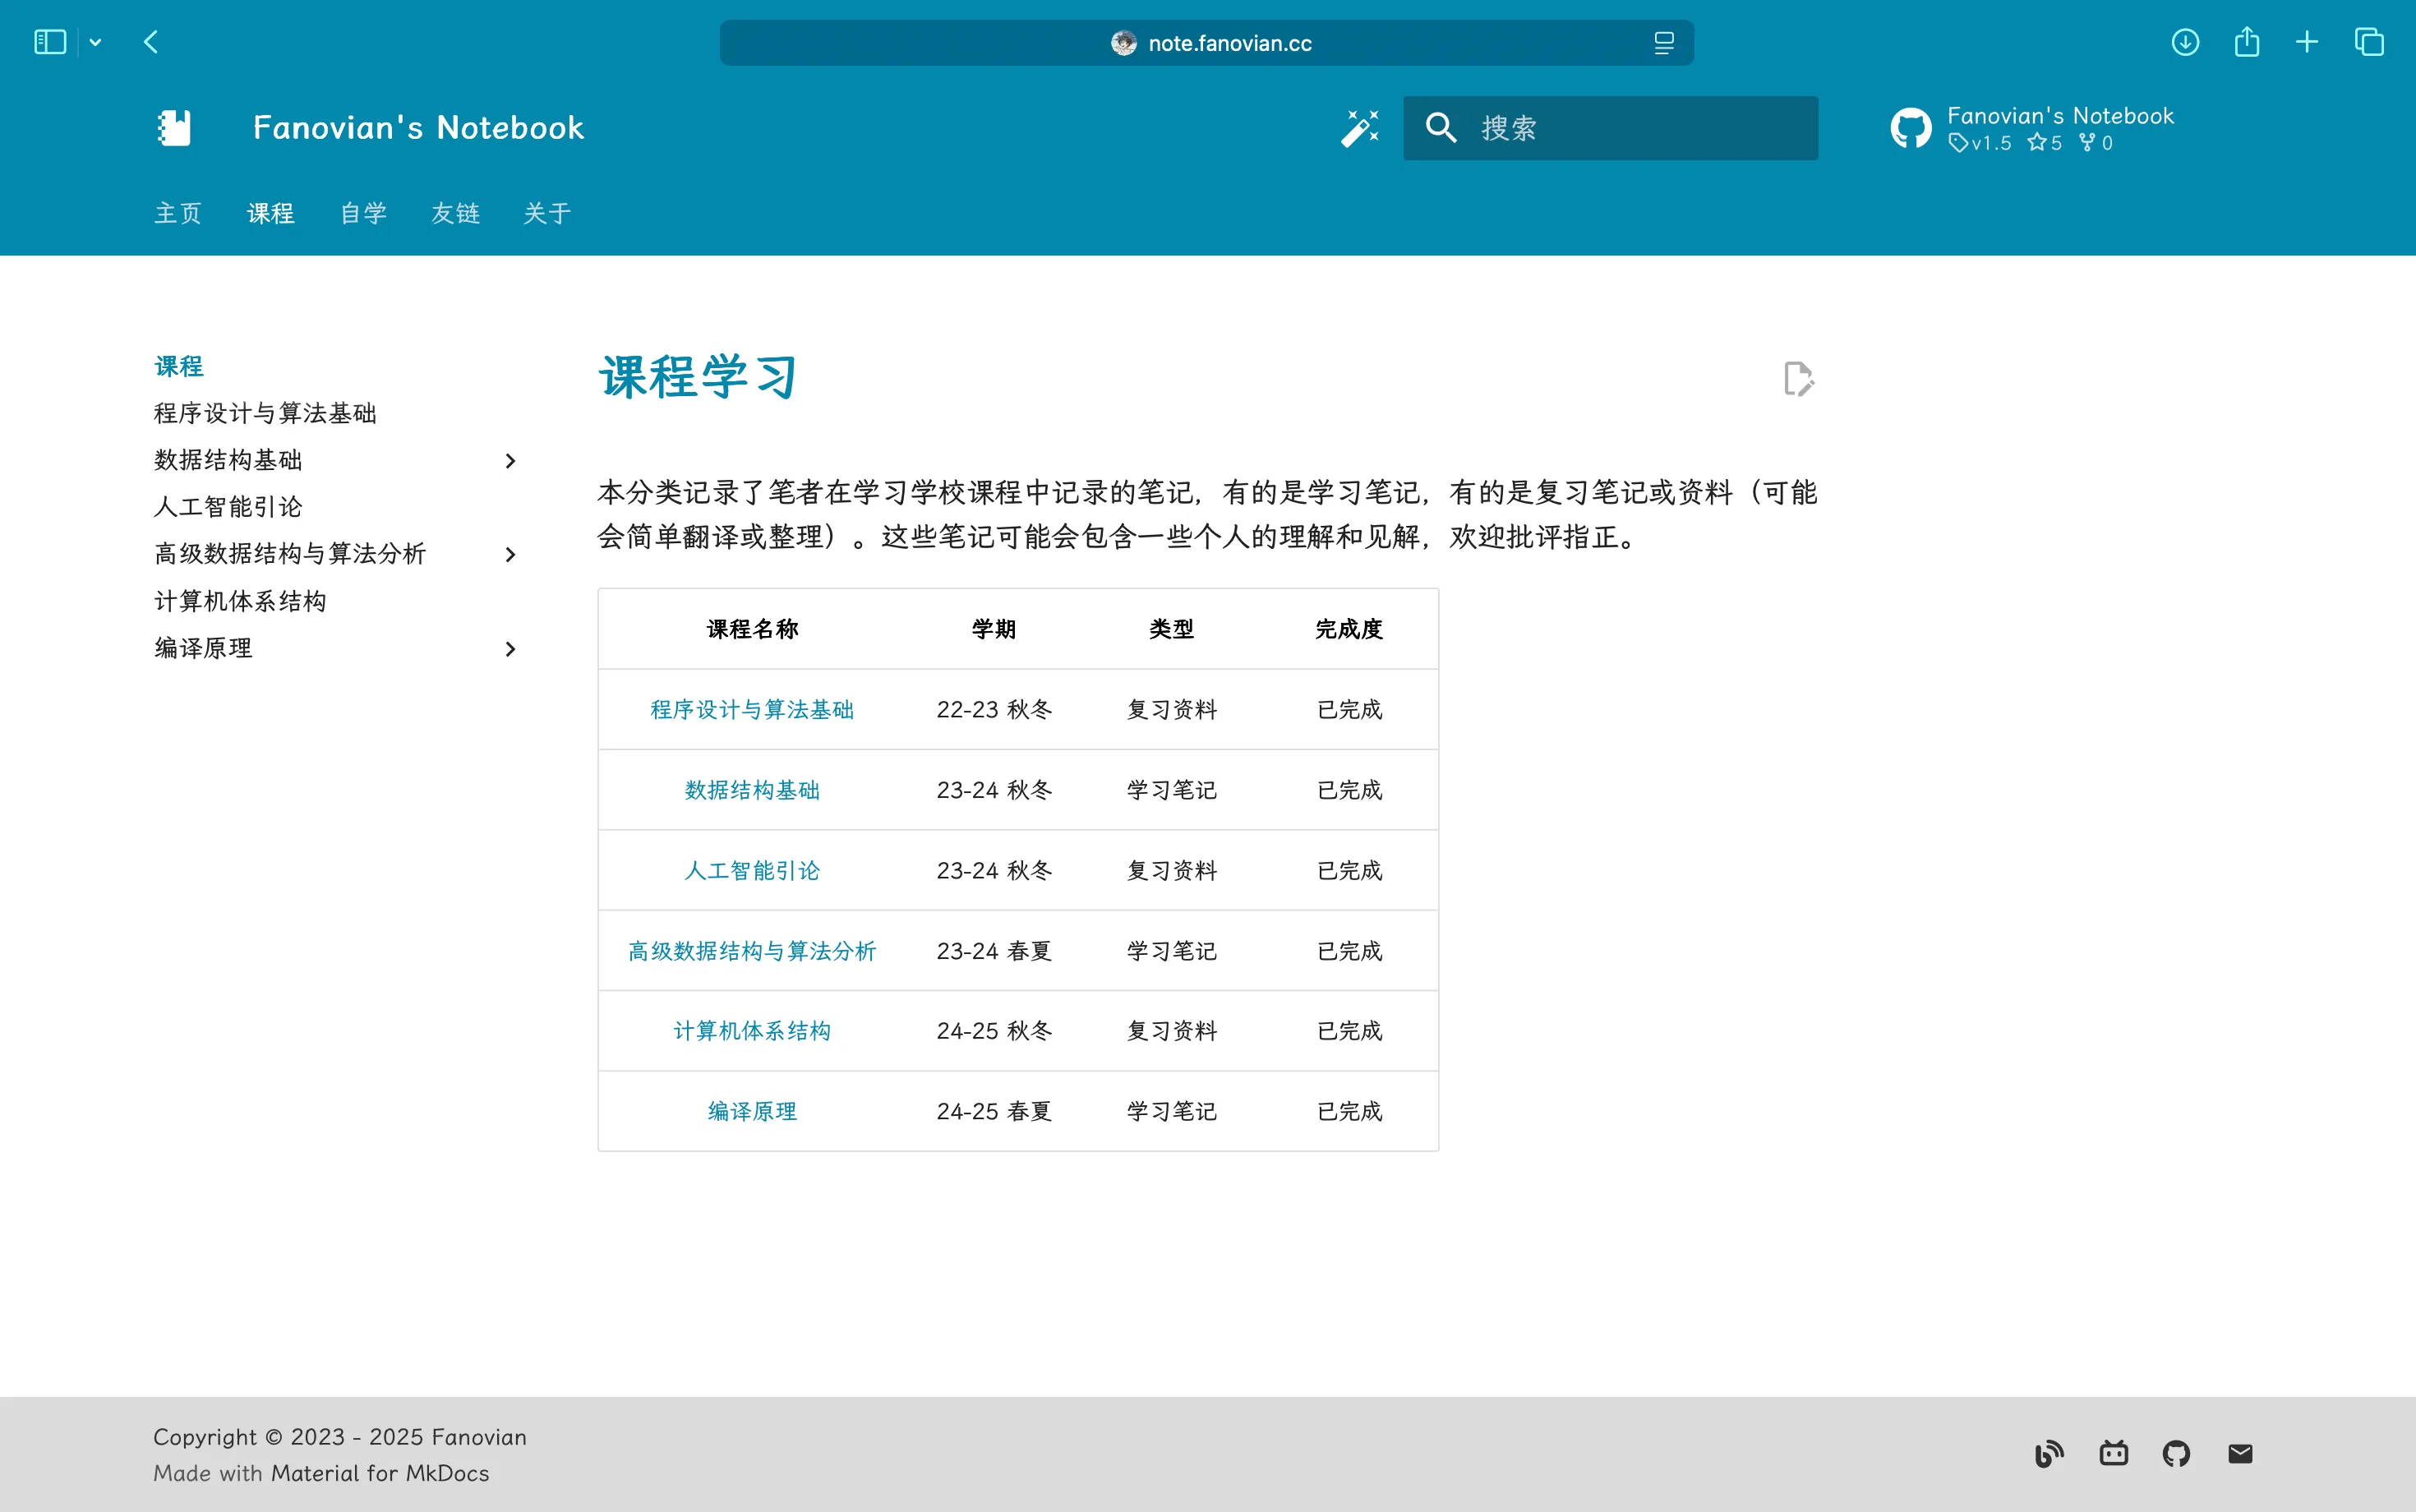 note.fanovian.cc
Fanovian's Notebook
搜索
Fanovian's Notebook
v1.5 5 0
主页 课程 自学 友链 关于
课程
程序设计与算法基础
数据结构基础
人工智能引论
高级数据结构与算法分析
计算机体系结构
编译原理
课程学习
本分类记录了笔者在学习学校课程中记录的笔记，有的是学习笔记，有的是复习笔记或资料（可能
会简单翻译或整理）。这些笔记可能会包含一些个人的理解和见解，欢迎批评指正。
课程名称 学期 类型 完成度
程序设计与算法基础 22-23 秋冬 复习资料 已完成
数据结构基础 23-24 秋冬 学习笔记 已完成
人工智能引论 23-24 秋冬 复习资料 已完成
高级数据结构与算法分析 23-24 春夏 学习笔记 已完成
计算机体系结构 24-25 秋冬 复习资料 已完成
编译原理 24-25 春夏 学习笔记 已完成
Copyright © 2023 - 2025 Fanovian
Made with Material for MkDocs